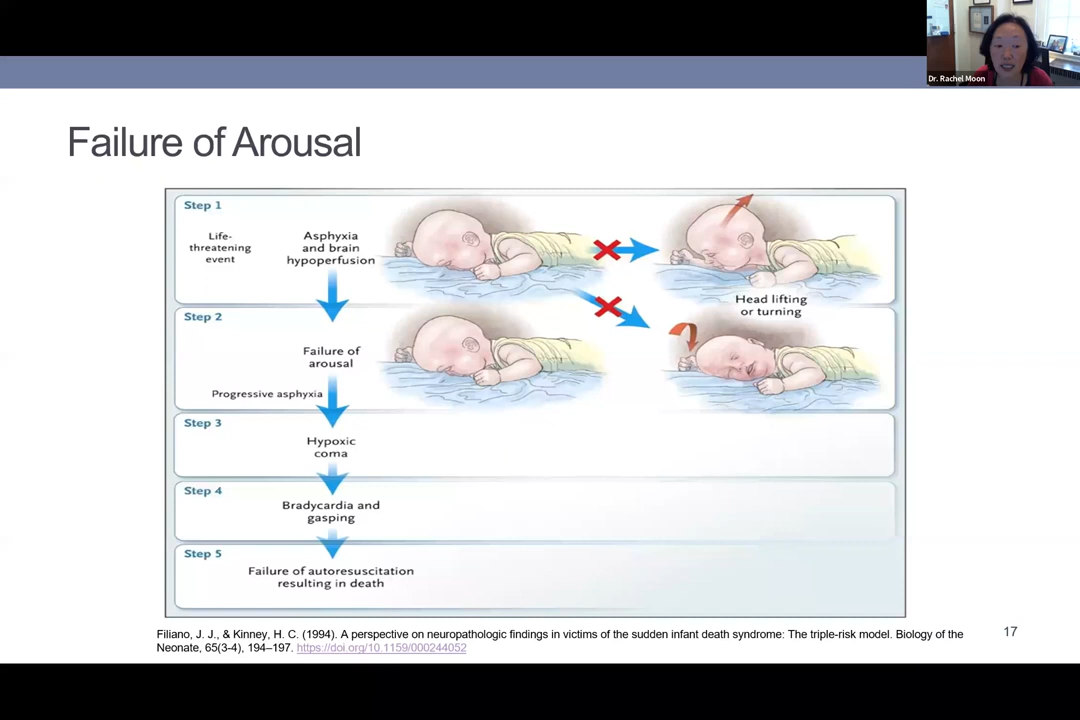 Dr. Rachel Moon
Failure of Arousal
Step 1
Life-
threatening
event
Asphyxia
and brain
hypoperfusion
Head lifting
or turning
Step 2
Failure of
arousal
Progressive asphyxia
Step 3
Hypoxic
coma
Step 4
Bradycardia and
gasping
Step 5
Failure of autoresuscitation
resulting in death
Filiano, J. J., & Kinney, H. C. (1994). A perspective on neuropathologic findings in victims of the sudden infant death syndrome: The triple-risk model. Biology of the
Neonate, 65(3-4), 194–197. https://doi.org/10.1159/000244052
17